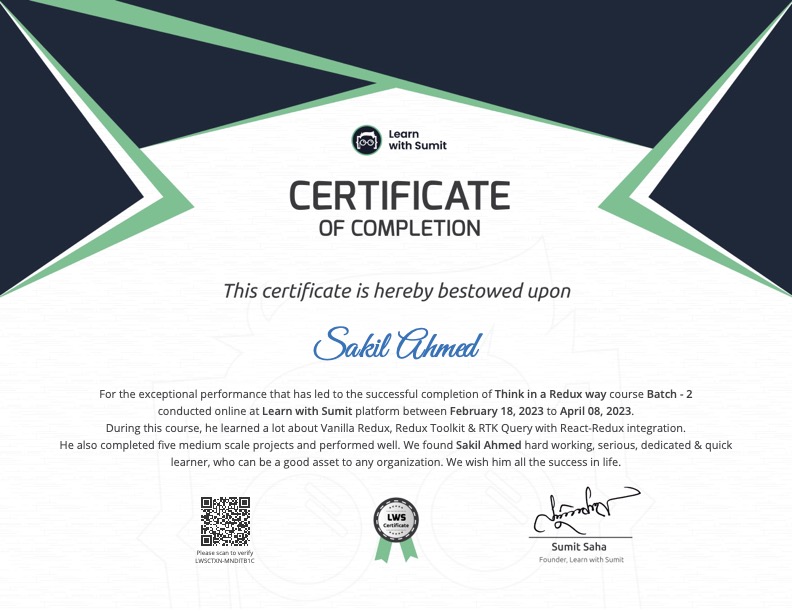 Learn
with Sumit
CERTIFICATE
OF COMPLETION
This certificate is hereby bestowed upon
Sakil Ahmed
For the exceptional performance that has led to the successful completion of Think in a Redux way course Batch - 2
conducted online at Learn with Sumit platform between February 18, 2023 to April 08, 2023.
During this course, he learned a lot about Vanilla Redux, Redux Toolkit & RTK Query with React-Redux integration.
He also completed five medium scale projects and performed well. We found Sakil Ahmed hard working, serious, dedicated & quick
learner, who can be a good asset to any organization. We wish him all the success in life.
Please scan to verify
LWSCTXN-MNDITB1C
LWS
Certificate
Sumit Saha
Founder, Learn with Sumit